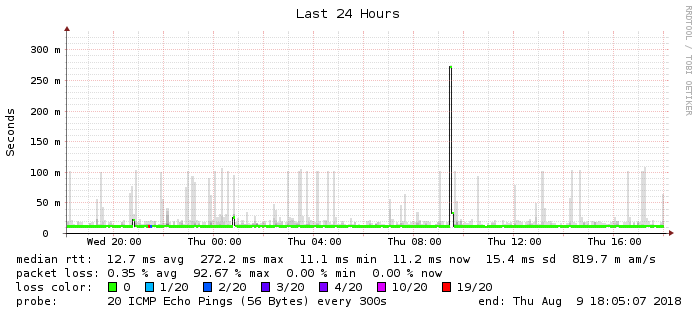 Last 24 Hours
RRDTOOL / TOBI OETIKER
Seconds
300 m
250 m
200 m
150 m
100 m
50 m
0
Wed 20:00 Thu 00:00 Thu 04:00 Thu 08:00 Thu 12:00 Thu 16:00
median rtt: 12.7 ms avg 272.2 ms max 11.1 ms min 11.2 ms now 15.4 ms sd 819.7 m am/s
packet loss: 0.35 % avg 92.67 % max 0.00 % min 0.00 % now
loss color: 0 1/20 2/20 3/20 4/20 10/20 19/20
probe: 20 ICMP Echo Pings (56 Bytes) every 300s end: Thu Aug 9 18:05:07 2018